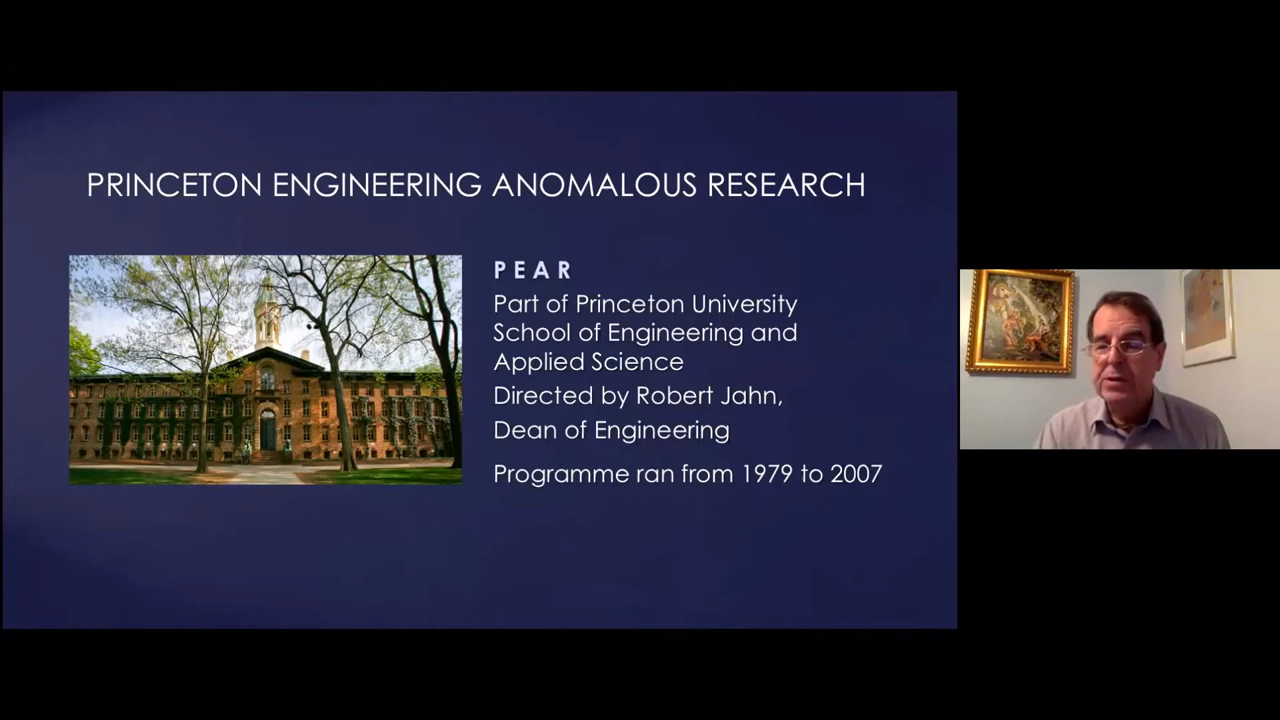 PRINCETON ENGINEERING ANOMALOUS RESEARCH
PEAR
Part of Princeton University
School of Engineering and
Applied Science
Directed by Robert Jahn,
Dean of Engineering
Programme ran from 1979 to 2007